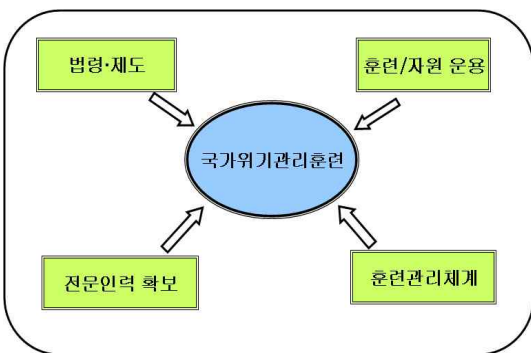 법령·제도
훈련/자원 운용
국가위기관리훈련
전문인력 확보
훈련관리체계